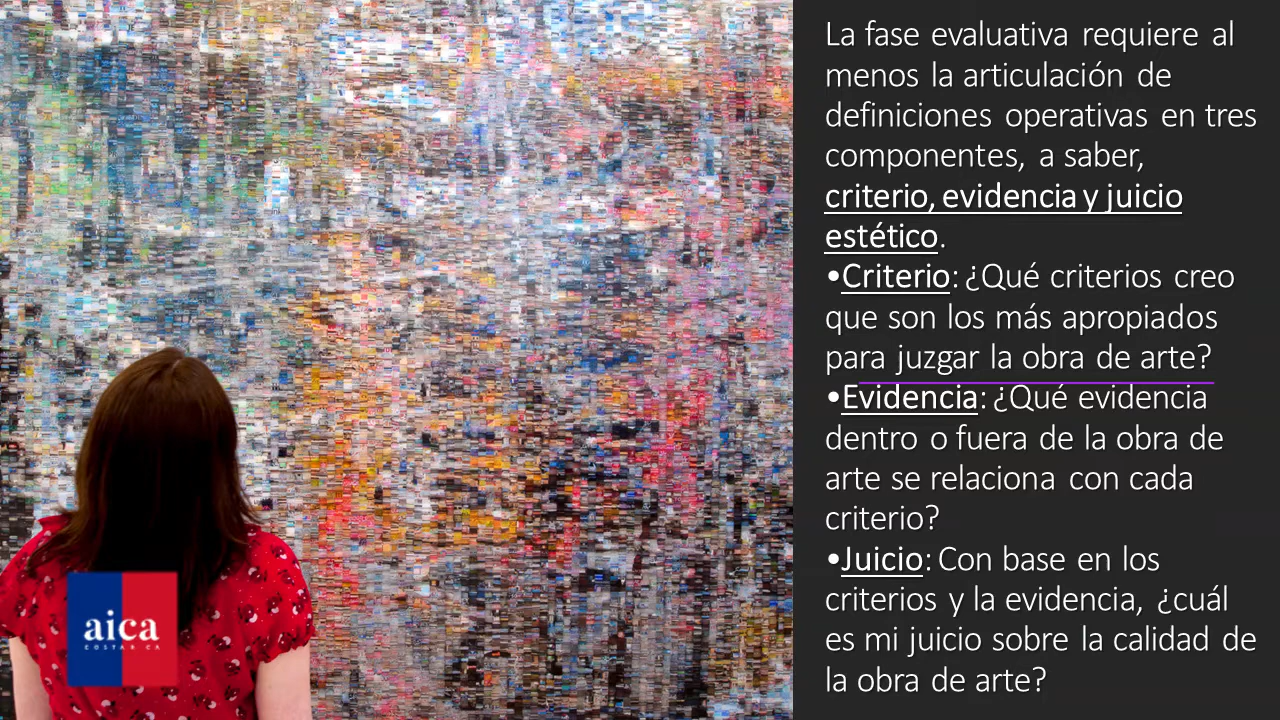 La fase evaluativa requiere al
menos la articulación de
definiciones operativas en tres
componentes, a saber,
criterio, evidencia y juicio
estético.
•Criterio: ¿Qué criterios creo
que son los más apropiados
para juzgar la obra de arte?
•Evidencia: ¿Qué evidencia
dentro o fuera de la obra de
arte se relaciona con cada
criterio?
•Juicio: Con base en los
criterios y la evidencia, ¿cuál
es mi juicio sobre la calidad de
la obra de arte?
aica
COSTARICA